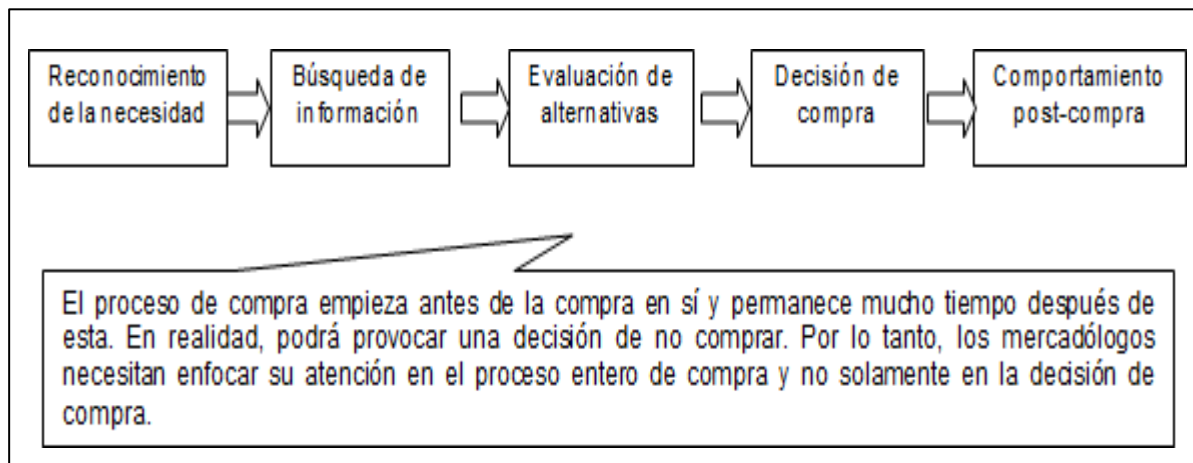 Reconocimiento
de la necesidad
Búsqueda de
información
Evaluación de
alternativas
Decisión de
compra
Comportamiento
post-compra
El proceso de compra empieza antes de la compra en sí y permanece mucho tiempo después de
esta. En realidad, podrá provocar una decisión de no comprar. Por lo tanto, los mercadólogos
necesitan enfocar su atención en el proceso entero de compra y no solamente en la decisión de
compra.